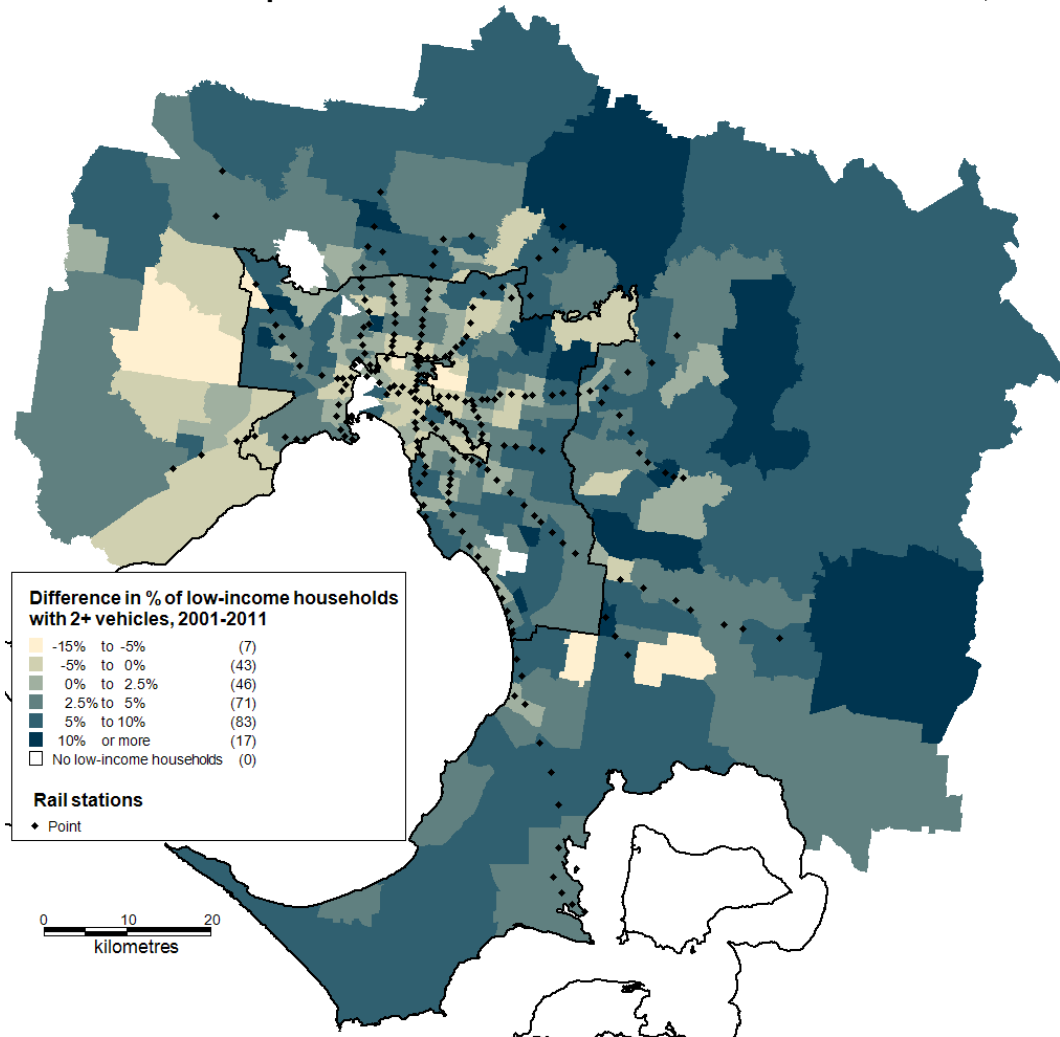 Difference in % of low-income households
with 2+ vehicles, 2001-2011
-15% to -5% (7)
-5% to 0% (43)
0% to 2.5% (46)
2.5% to 5% (71)
5% to 10% (83)
10% or more (17)
No low-income households (0)
Rail stations
Point
0 10 20
kilometres